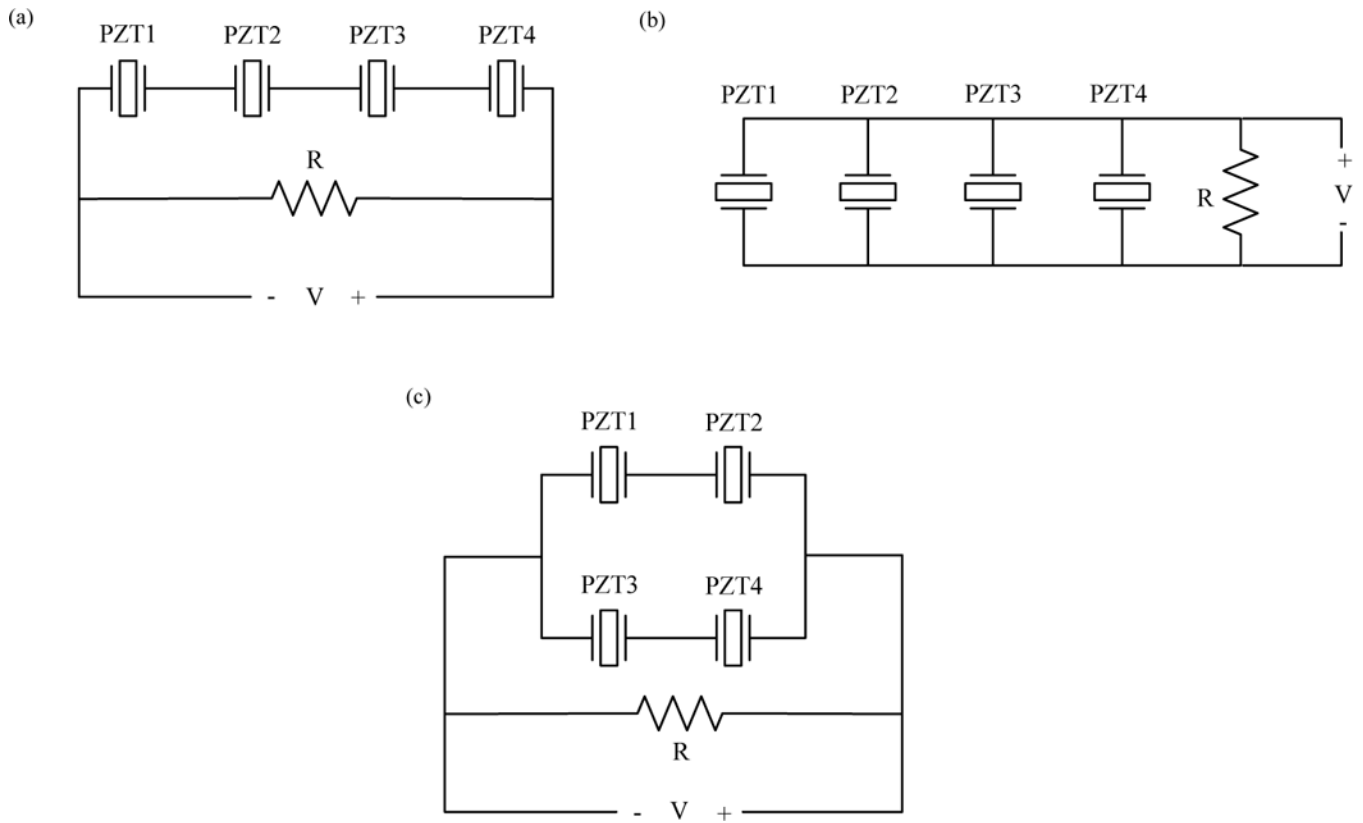 (a)
PZT1 PZT2 PZT3 PZT4
R
- V +
(b)
PZT1 PZT2 PZT3 PZT4
+
R V
-
(c)
PZT1 PZT2
PZT3 PZT4
R
- V +